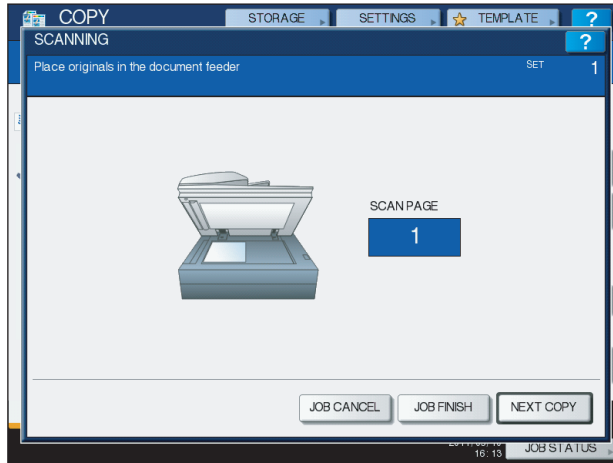 COPY
STORAGE
SETTINGS
TEMPLATE
?
SCANNING
?
Place originals in the document feeder
SET
1
SCAN PAGE
1
JOB CANCEL
JOB FINISH
NEXT COPY
16:13
JOB STATUS